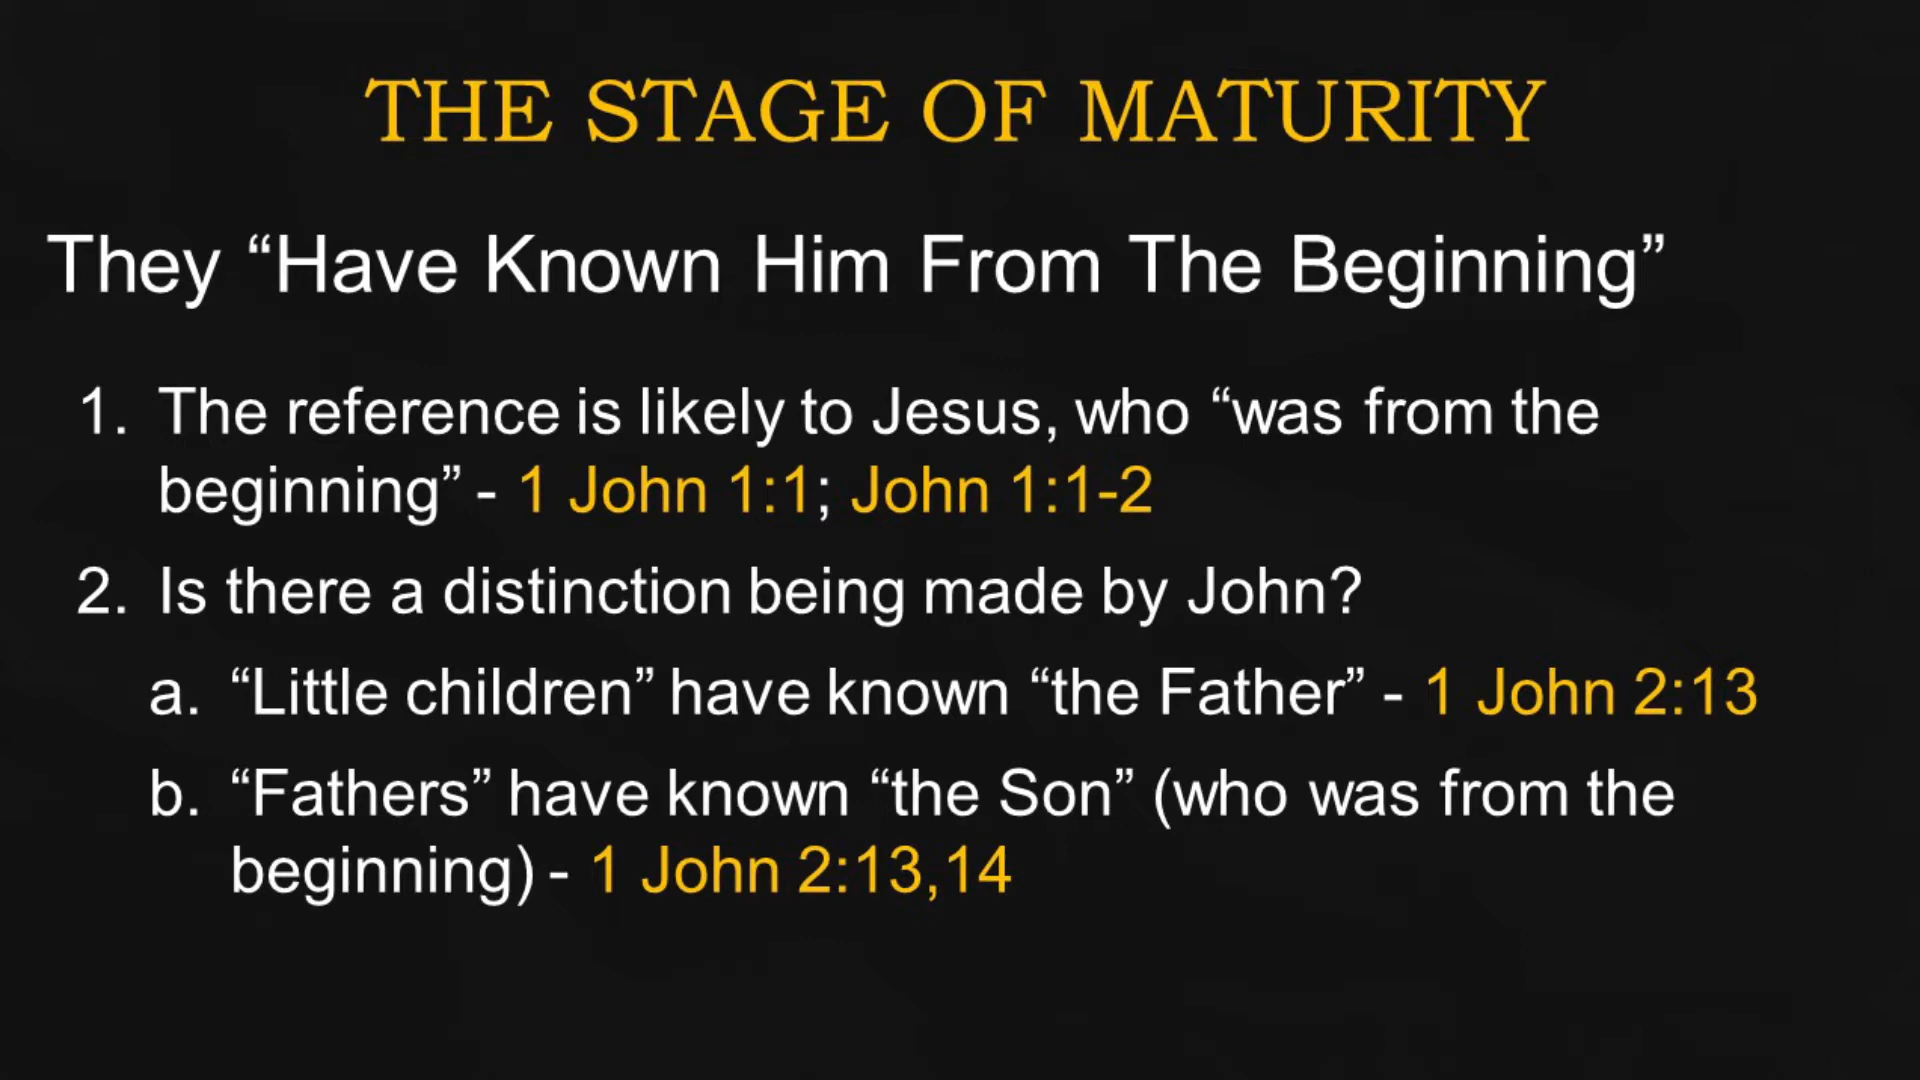 THE STAGE OF MATURITY
They “Have Known Him From The Beginning”
1. The reference is likely to Jesus, who “was from the
beginning” - 1 John 1:1; John 1:1-2
2. Is there a distinction being made by John?
a. “Little children” have known “the Father” - 1 John 2:13
b. “Fathers” have known “the Son” (who was from the
beginning) - 1 John 2:13,14